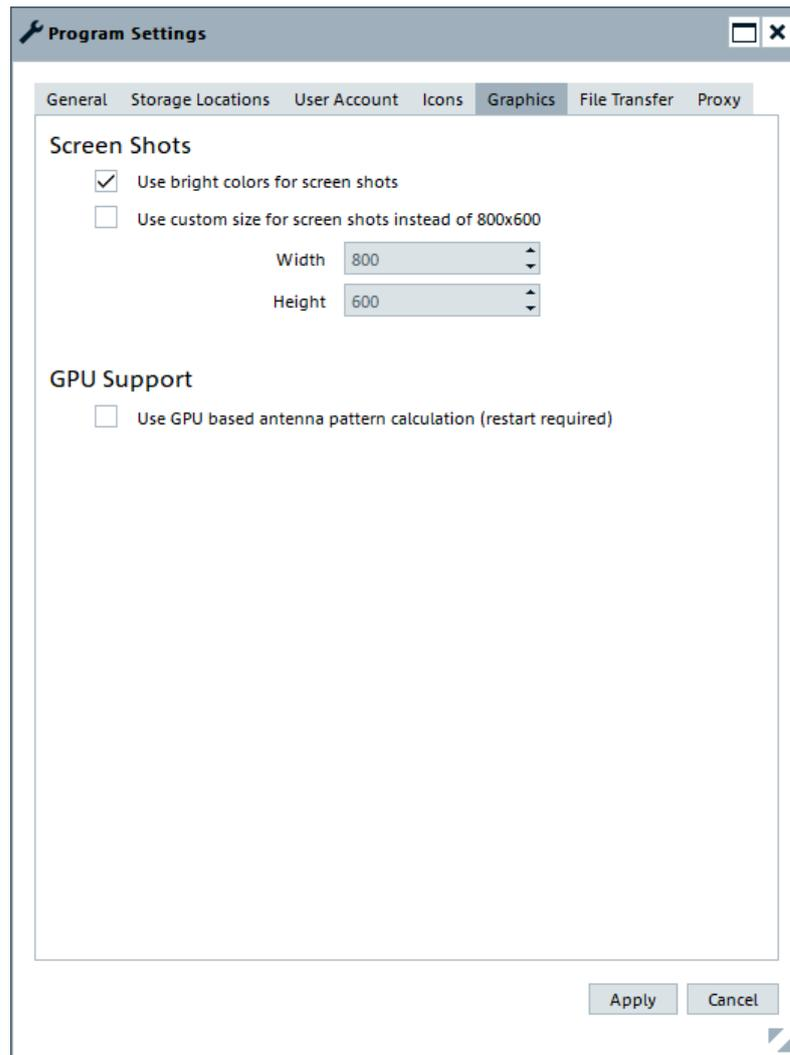 Program Settings
General Storage Locations User Account Icons Graphics File Transfer Proxy
Screen Shots
Use bright colors for screen shots
Use custom size for screen shots instead of 800x600
Width 800
Height 600
GPU Support
Use GPU based antenna pattern calculation (restart required)
Apply Cancel